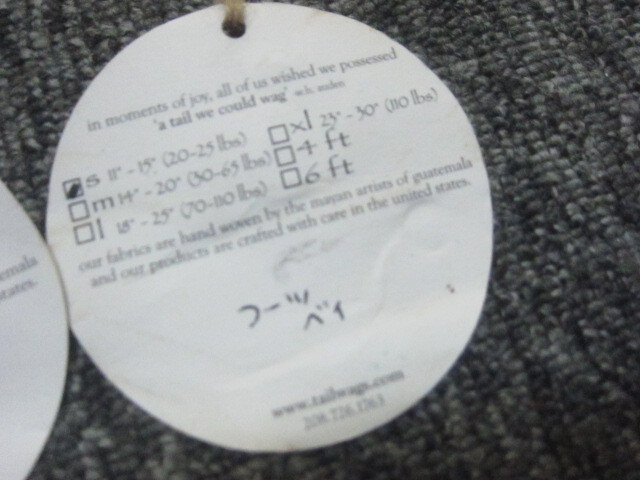 in moments of joy, all of us wished we possessed
'a tail we could wag' -w.h. auden
s 11" - 15" (20-25 lbs)
m 14" - 20" (30-65 lbs)
l 18" - 25" (70-110 lbs)
xl 23" - 30" (110 lbs)
4 ft
6 ft
our fabrics are hand woven by the mayan artists of guatemala
and our products are crafted with care in the united states.
フーツ
ベイ
www.tailwags.com
208.726.1763
emala
tates.